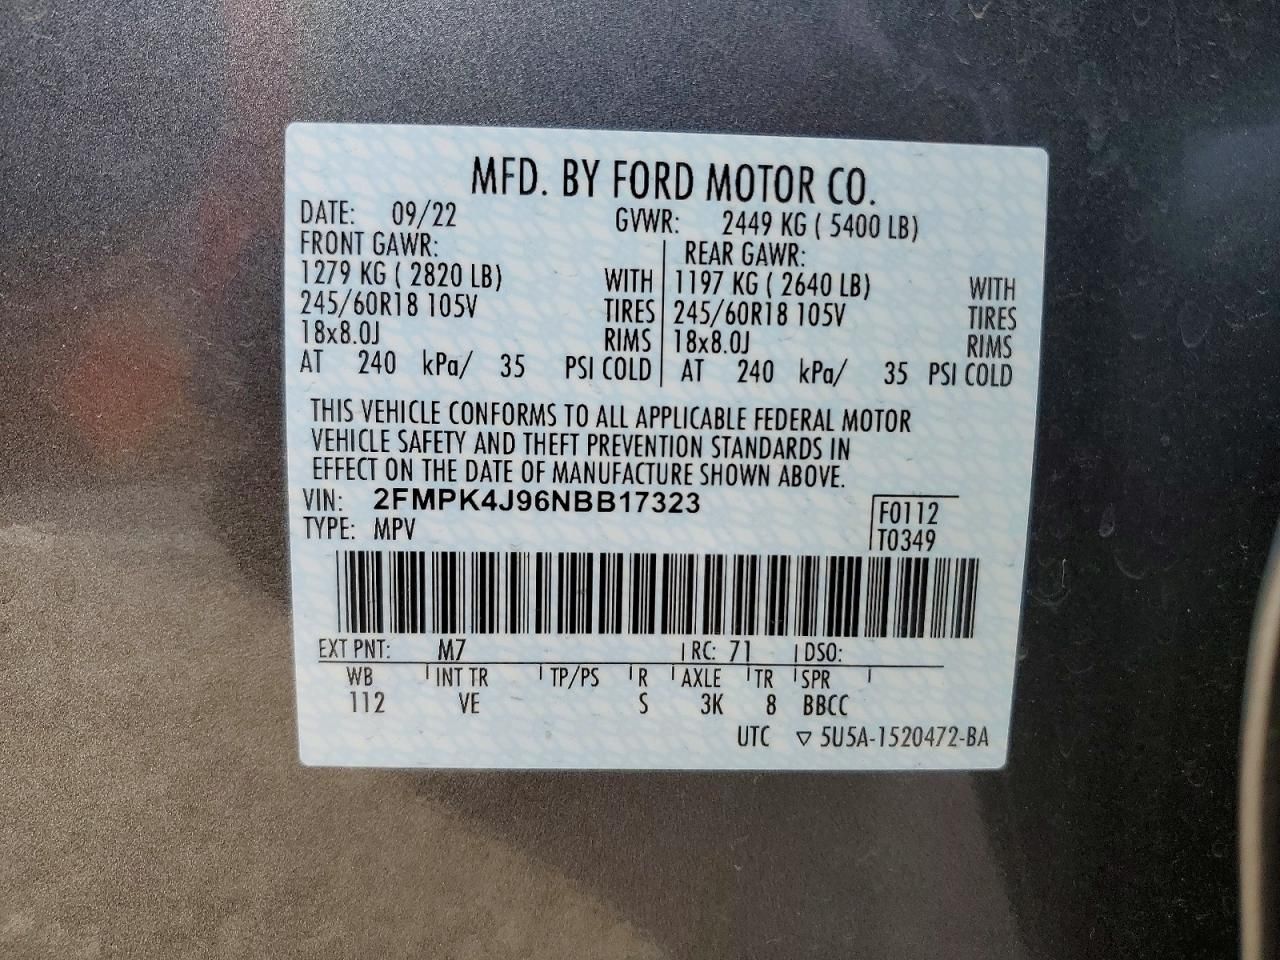 MFD. BY FORD MOTOR CO.
DATE: 09/22 GVWR: 2449 KG ( 5400 LB)
FRONT GAWR: REAR GAWR:
1279 KG ( 2820 LB) WITH 1197 KG ( 2640 LB) WITH
245/60R18 105V TIRES 245/60R18 105V TIRES
18x8.0J RIMS 18x8.0J RIMS
AT 240 kPa/ 35 PSI COLD AT 240 kPa/ 35 PSI COLD
THIS VEHICLE CONFORMS TO ALL APPLICABLE FEDERAL MOTOR
VEHICLE SAFETY AND THEFT PREVENTION STANDARDS IN
EFFECT ON THE DATE OF MANUFACTURE SHOWN ABOVE.
VIN: 2FMPK4J96NBB17323 F0112
TYPE: MPV T0349
EXT PNT: M7 RC: 71 DSO:
WB INT TR TP/PS R AXLE TR SPR
112 VE S 3K 8 BBCC
UTC ▽ 5U5A-1520472-BA